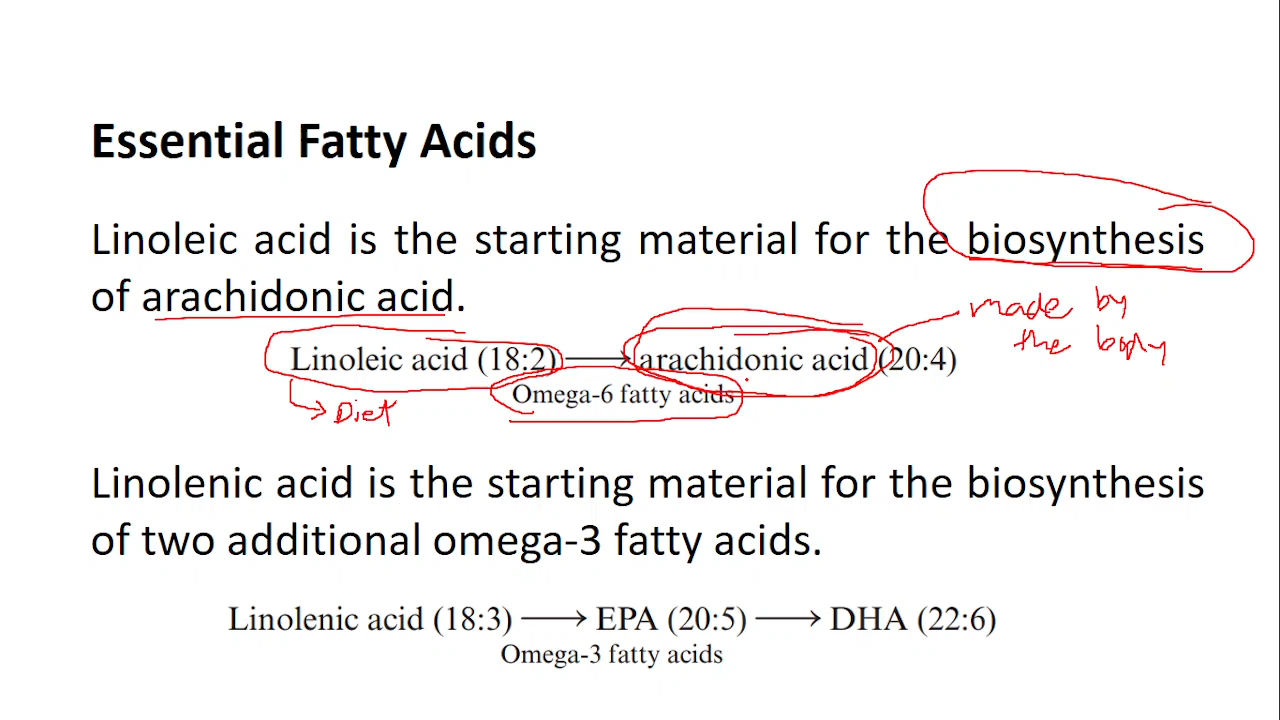 Essential Fatty Acids
Linoleic acid is the starting material for the biosynthesis
of arachidonic acid.
made by
the body
Linoleic acid (18:2) ⟶ arachidonic acid (20:4)
Omega-6 fatty acids
Diet
Linolenic acid is the starting material for the biosynthesis
of two additional omega-3 fatty acids.
Linolenic acid (18:3) ⟶ EPA (20:5) ⟶ DHA (22:6)
Omega-3 fatty acids